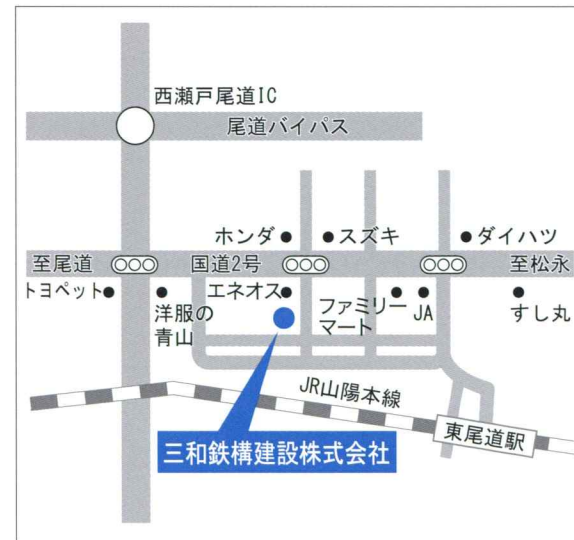 西瀬戸尾道IC
尾道バイパス
ホンダ
スズキ
ダイハツ
至尾道
国道2号
至松永
トヨペット
洋服の
青山
エネオス
ファミリー
マート
JA
すし丸
JR山陽本線
東尾道駅
三和鉄構建設株式会社